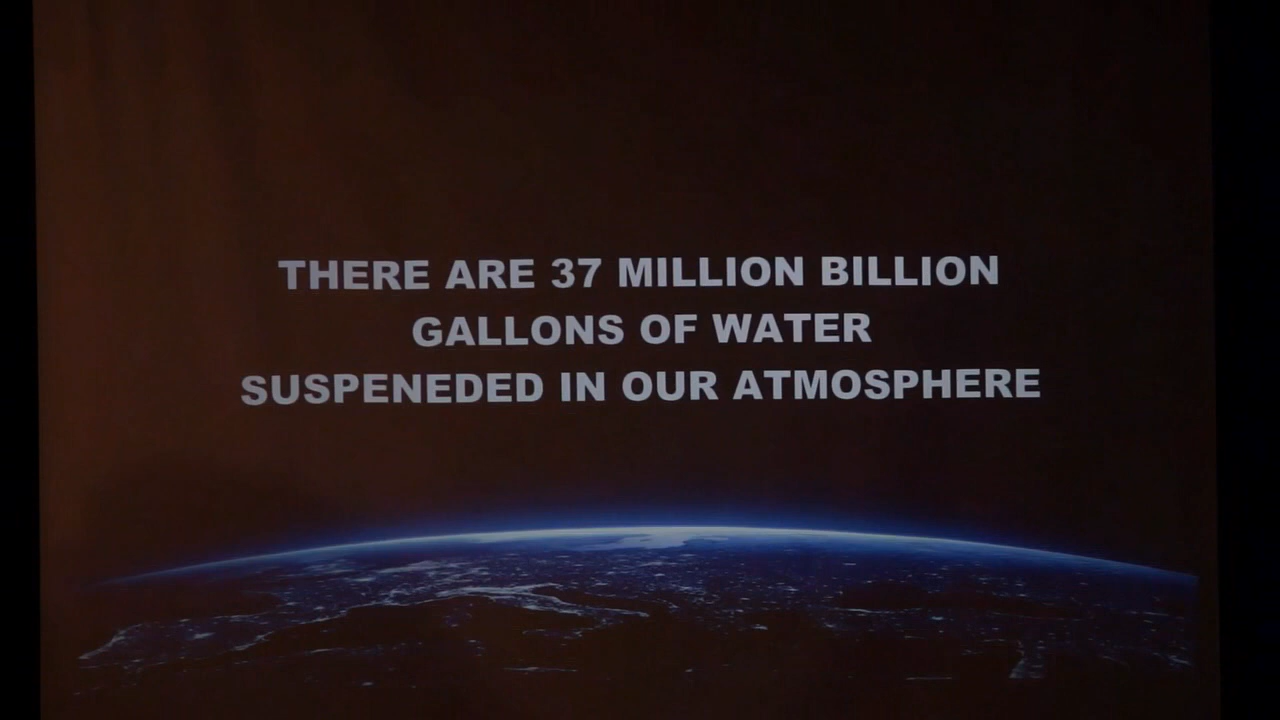 THERE ARE 37 MILLION BILLION
GALLONS OF WATER
SUSPENEDED IN OUR ATMOSPHERE